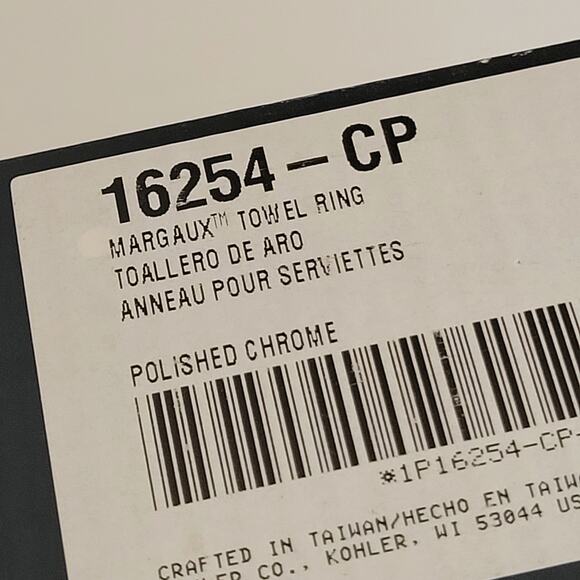 16254-CP
MARGAUX™ TOWEL RING
TOALLERO DE ARO
ANNEAU POUR SERVIETTES
POLISHED CHROME
*1P16254-CP-
CRAFTED IN TAIWAN/HECHO EN
CO., KOHLER, WI 53044